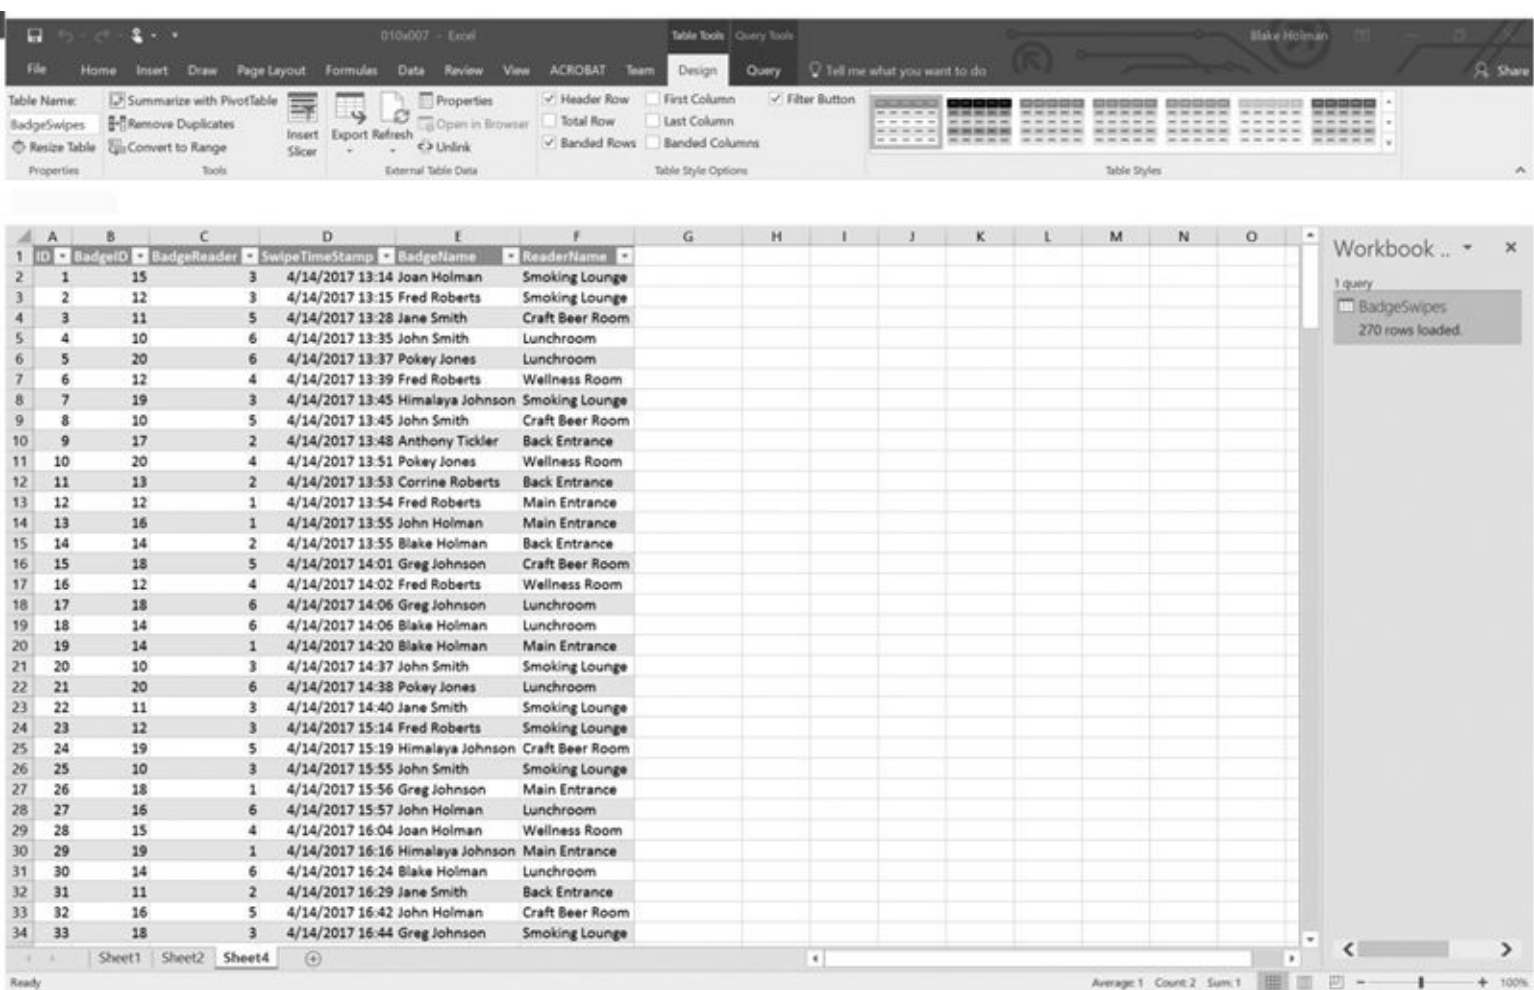 010x007 - Excel Table Tools Query Tools Blake Holman
File Home Insert Draw Page Layout Formulas Data Review View ACROBAT Team Design Query Tell me what you want to do Share
Table Name: Summarize with PivotTable Properties Header Row First Column Filter Button
BadgeSwipes Remove Duplicates Insert Slicer Export Refresh Open in Browser Total Row Last Column
Resize Table Convert to Range Unlink Banded Rows Banded Columns
Properties Tools External Table Data Table Style Options Table Styles
A B C D E F G H I J K L M N O
1 ID BadgeID BadgeReader SwipeTimeStamp BadgeName ReaderName
2 1 15 3 4/14/2017 13:14 Joan Holman Smoking Lounge
3 2 12 3 4/14/2017 13:15 Fred Roberts Smoking Lounge
4 3 11 5 4/14/2017 13:28 Jane Smith Craft Beer Room
5 4 10 6 4/14/2017 13:35 John Smith Lunchroom
6 5 20 6 4/14/2017 13:37 Pokey Jones Lunchroom
7 6 12 4 4/14/2017 13:39 Fred Roberts Wellness Room
8 7 19 3 4/14/2017 13:45 Himalaya Johnson Smoking Lounge
9 8 10 5 4/14/2017 13:45 John Smith Craft Beer Room
10 9 17 2 4/14/2017 13:48 Anthony Tickler Back Entrance
11 10 20 4 4/14/2017 13:51 Pokey Jones Wellness Room
12 11 13 2 4/14/2017 13:53 Corrine Roberts Back Entrance
13 12 12 1 4/14/2017 13:54 Fred Roberts Main Entrance
14 13 16 1 4/14/2017 13:55 John Holman Main Entrance
15 14 14 2 4/14/2017 13:55 Blake Holman Back Entrance
16 15 18 5 4/14/2017 14:01 Greg Johnson Craft Beer Room
17 16 12 4 4/14/2017 14:02 Fred Roberts Wellness Room
18 17 18 6 4/14/2017 14:06 Greg Johnson Lunchroom
19 18 14 6 4/14/2017 14:06 Blake Holman Lunchroom
20 19 14 1 4/14/2017 14:20 Blake Holman Main Entrance
21 20 10 3 4/14/2017 14:37 John Smith Smoking Lounge
22 21 20 6 4/14/2017 14:38 Pokey Jones Lunchroom
23 22 11 3 4/14/2017 14:40 Jane Smith Smoking Lounge
24 23 12 3 4/14/2017 15:14 Fred Roberts Smoking Lounge
25 24 19 5 4/14/2017 15:19 Himalaya Johnson Craft Beer Room
26 25 10 3 4/14/2017 15:55 John Smith Smoking Lounge
27 26 18 1 4/14/2017 15:56 Greg Johnson Main Entrance
28 27 16 6 4/14/2017 15:57 John Holman Lunchroom
29 28 15 4 4/14/2017 16:04 Joan Holman Wellness Room
30 29 19 1 4/14/2017 16:16 Himalaya Johnson Main Entrance
31 30 14 6 4/14/2017 16:24 Blake Holman Lunchroom
32 31 11 2 4/14/2017 16:29 Jane Smith Back Entrance
33 32 16 5 4/14/2017 16:42 John Holman Craft Beer Room
34 33 18 3 4/14/2017 16:44 Greg Johnson Smoking Lounge
Workbook ..
1 query
BadgeSwipes
270 rows loaded.
Sheet1 Sheet2 Sheet4
Ready Average: 1 Count: 2 Sum: 1 100%